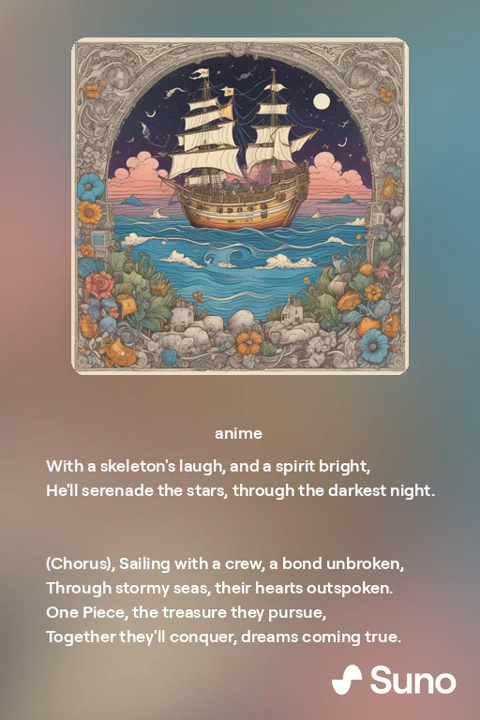 anime
With a skeleton's laugh, and a spirit bright,
He'll serenade the stars, through the darkest night.
(Chorus), Sailing with a crew, a bond unbroken,
Through stormy seas, their hearts outspoken.
One Piece, the treasure they pursue,
Together they'll conquer, dreams coming true.
Suno